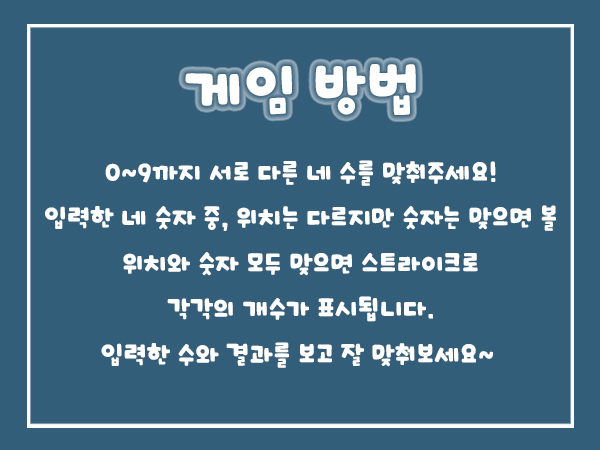 게임 방법
0~9까지 서로 다른 네 수를 맞춰주세요!
입력한 네 숫자 중, 위치는 다르지만 숫자는 맞으면 볼
위치와 숫자 모두 맞으면 스트라이크로
각각의 개수가 표시됩니다.
입력한 수와 결과를 보고 잘 맞춰보세요~